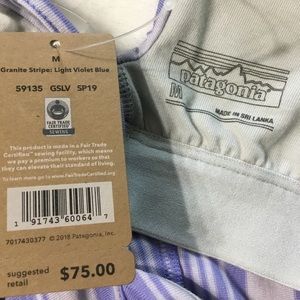 M
Granite Stripe: Light Violet Blue
59135 GSLV SP19
FAIR TRADE
CERTIFIED
SEWING
This product is made in a Fair Trade
Certified™ sewing facility, which means
we pay a premium to workers so that
they can elevate their standard of living.
To learn more go to www.FairTradeCertified.org
1 91743 60064 7
7017430377 © 2018 Patagonia, Inc.
suggested
retail $75.00
patagonia
M
MADE IN SRI LANKA